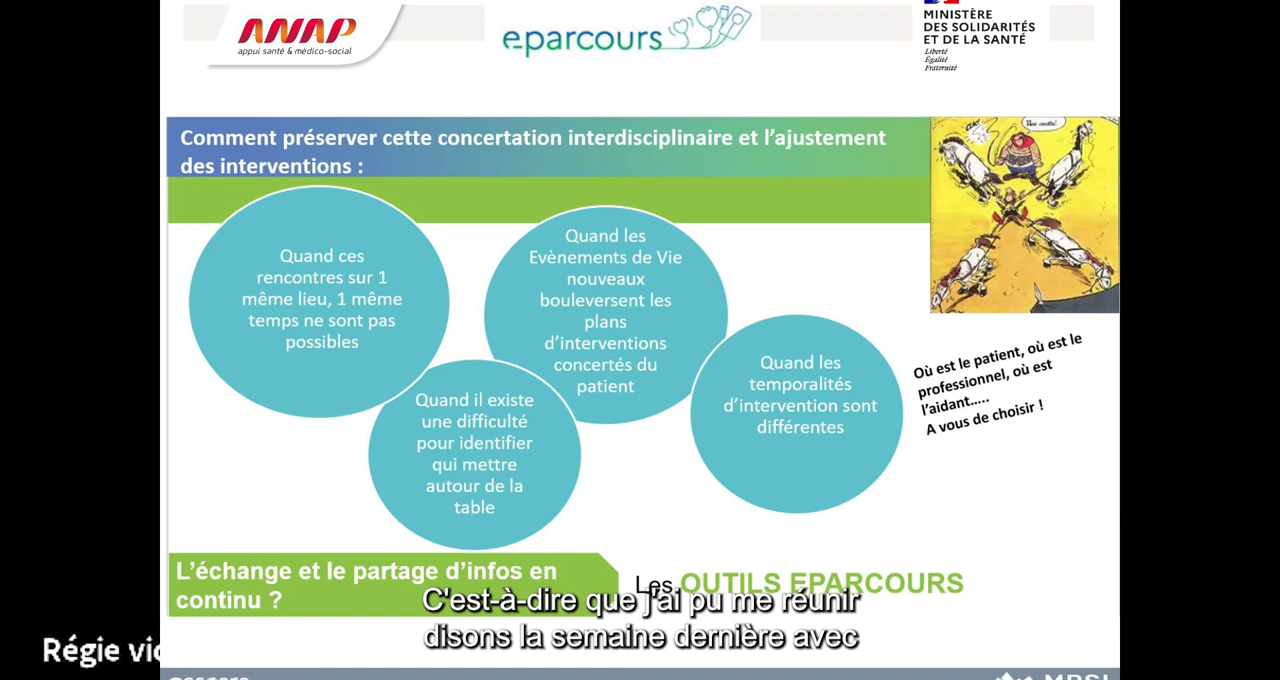 ANAP
appui santé & médico-social
eparcours
MINISTÈRE
DES SOLIDARITÉS
ET DE LA SANTÉ
Liberté
Égalité
Fraternité
Comment préserver cette concertation interdisciplinaire et l'ajustement
des interventions :
Quand ces
rencontres sur 1
même lieu, 1 même
temps ne sont pas
possibles
Quand les
Evènements de Vie
nouveaux
bouleversent les
plans
d'interventions
concertés du
patient
Quand il existe
une difficulté
pour identifier
qui mettre
autour de la
table
Quand les
temporalités
d'intervention sont
différentes
Où est le patient, où est le
professionnel, où est
l'aidant.....
A vous de choisir !
L'échange et le partage d'infos en
continu ?
Les OUTILS EPARCOURS
C'est-à-dire que j'ai pu me réunir
disons la semaine dernière avec
Régie vic